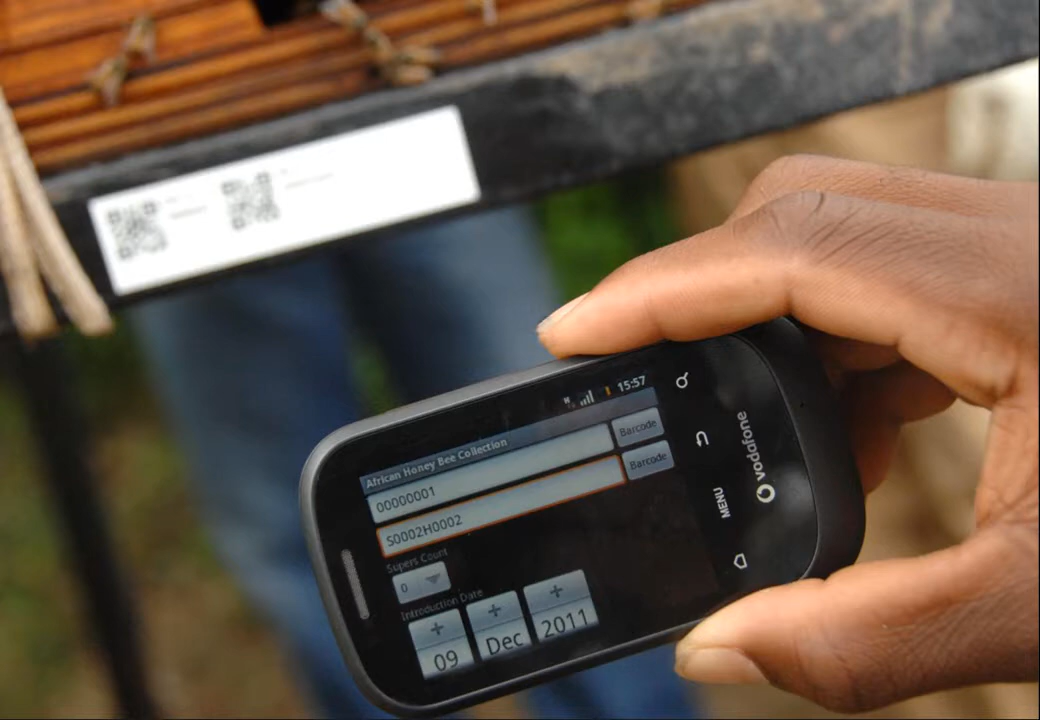 15:57
African Honey Bee Collection
00000001 Barcode
S0002H0002 Barcode
Supers Count
0
Introduction Date
+ + +
09 Dec 2011
MENU
vodafone